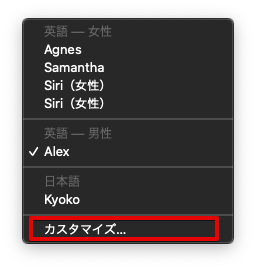 英語 — 女性
Agnes
Samantha
Siri（女性）
Siri（女性）
英語 — 男性
✓ Alex
日本語
Kyoko
カスタマイズ...